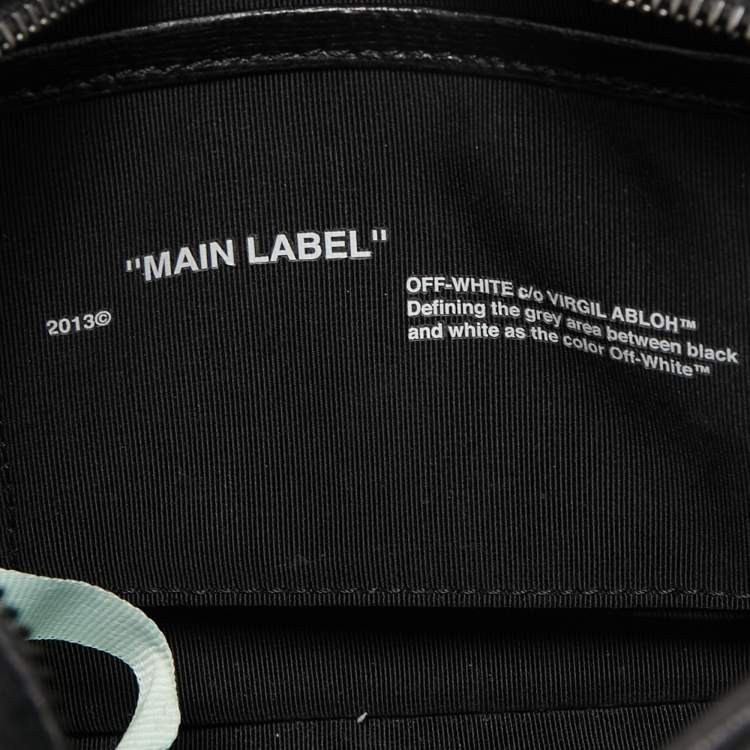 "MAIN LABEL"
2013©
OFF-WHITE c/o VIRGIL ABLOH™
Defining the grey area between black
and white as the color Off-White™